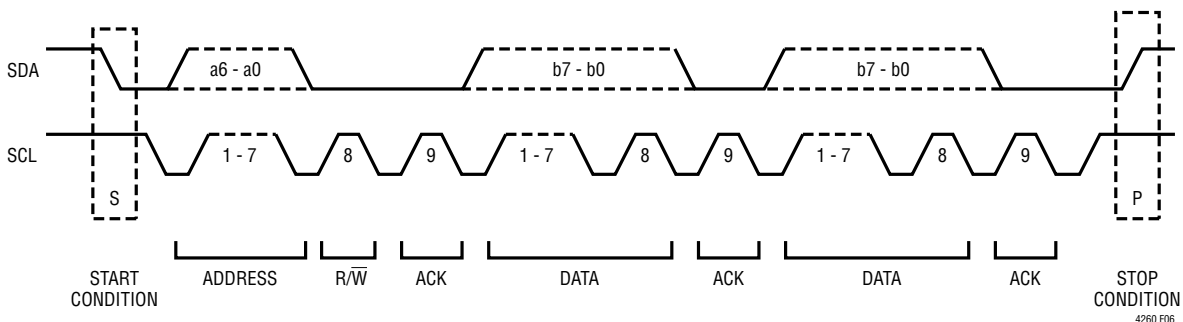 SDA
a6 - a0
b7 - b0
b7 - b0
SCL
1 - 7
8
9
1 - 7
8
9
1 - 7
8
9
S
P
START
CONDITION
ADDRESS
R/W̅
ACK
DATA
ACK
DATA
ACK
STOP
CONDITION
4260 F06